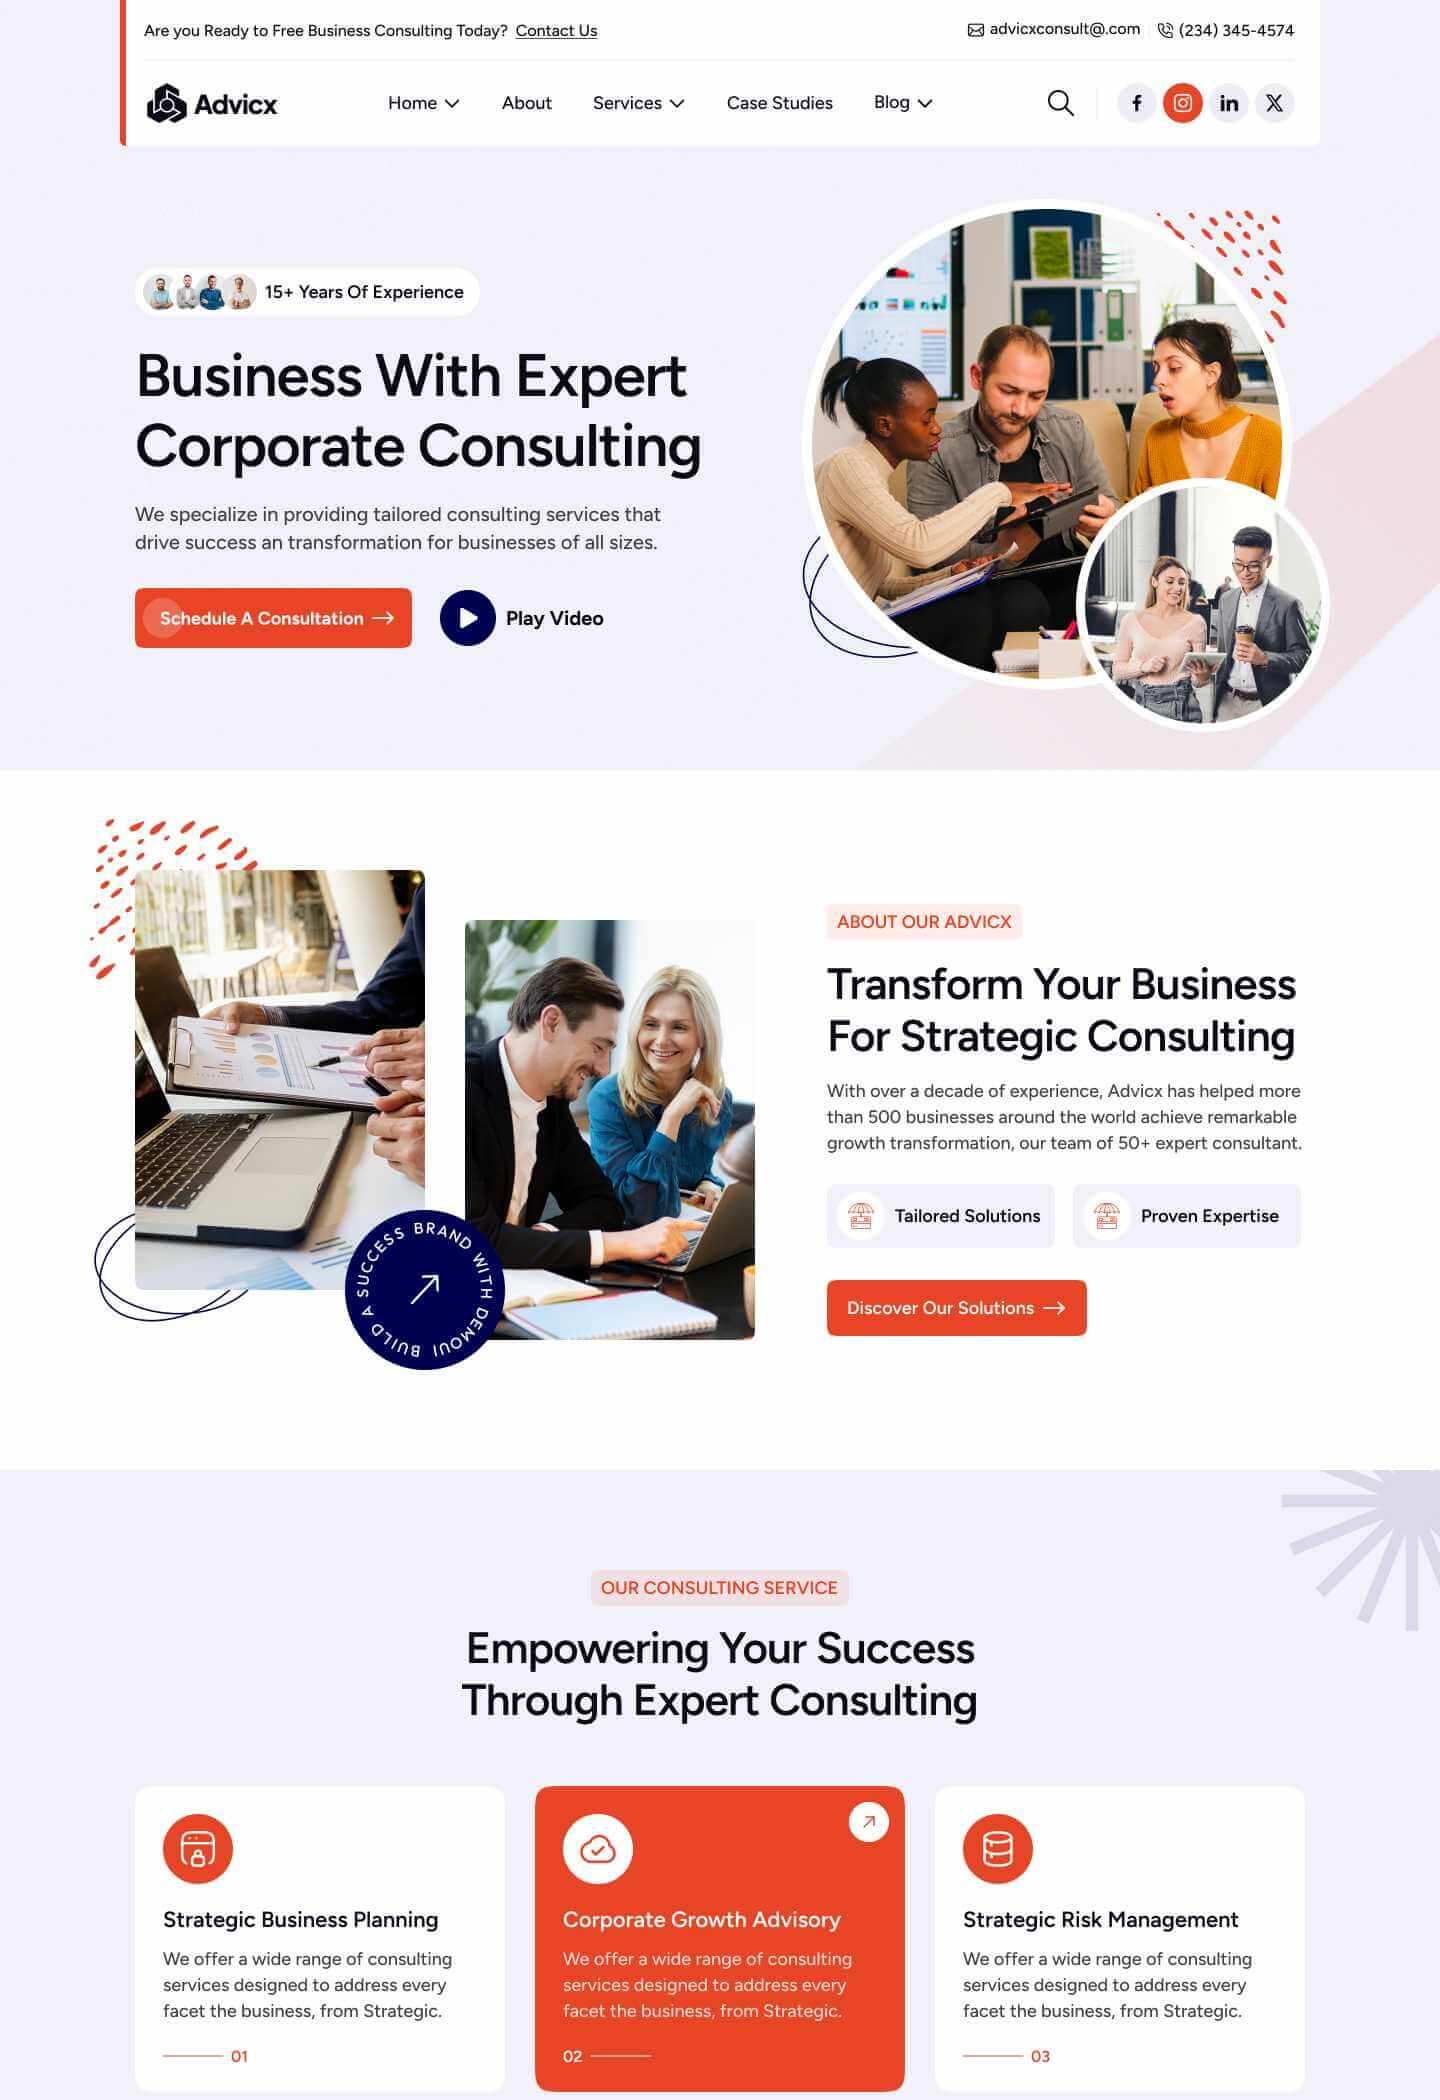 Are you Ready to Free Business Consulting Today? Contact Us
advicxconsult@.com
(234) 345-4574
Advicx
Home
About
Services
Case Studies
Blog
15+ Years Of Experience
Business With Expert
Corporate Consulting
We specialize in providing tailored consulting services that
drive success an transformation for businesses of all sizes.
Schedule A Consultation
Play Video
BUILD A SUCCESS BRAND WITH DEMOUI
ABOUT OUR ADVICX
Transform Your Business
For Strategic Consulting
With over a decade of experience, Advicx has helped more
than 500 businesses around the world achieve remarkable
growth transformation, our team of 50+ expert consultant.
Tailored Solutions
Proven Expertise
Discover Our Solutions
OUR CONSULTING SERVICE
Empowering Your Success
Through Expert Consulting
Strategic Business Planning
We offer a wide range of consulting
services designed to address every
facet the business, from Strategic.
01
Corporate Growth Advisory
We offer a wide range of consulting
services designed to address every
facet the business, from Strategic.
02
Strategic Risk Management
We offer a wide range of consulting
services designed to address every
facet the business, from Strategic.
03